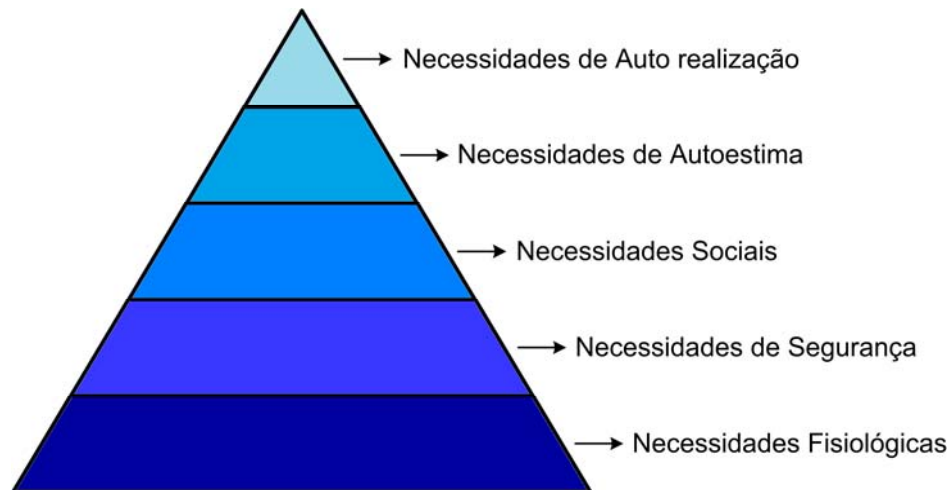 Necessidades de Auto realização
Necessidades de Autoestima
Necessidades Sociais
Necessidades de Segurança
Necessidades Fisiológicas